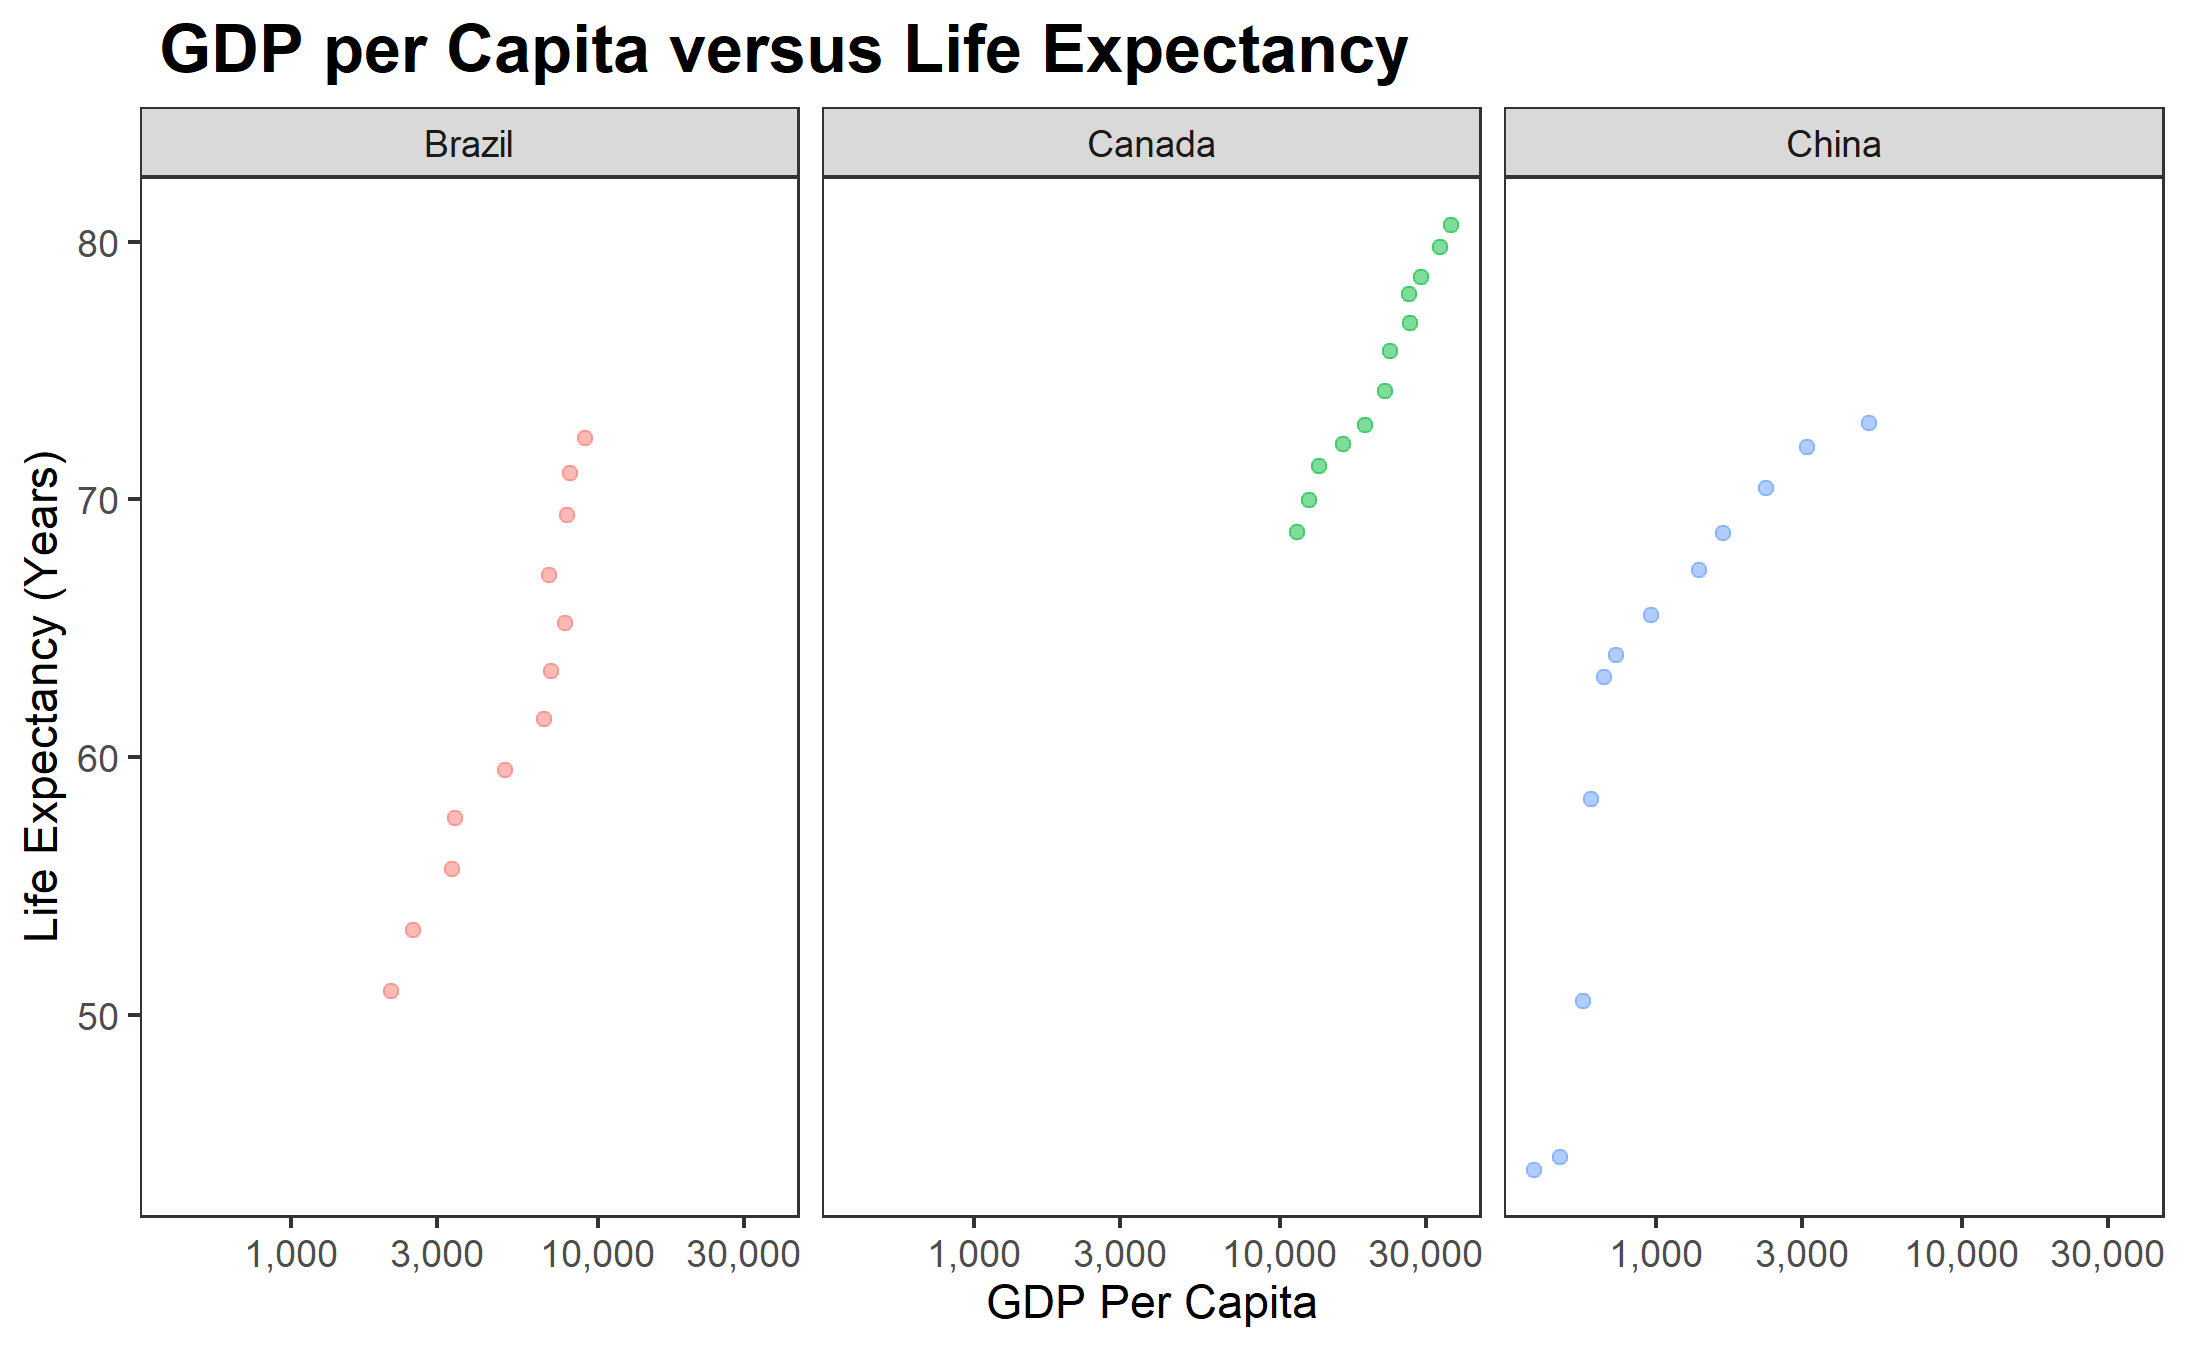 GDP per Capita versus Life Expectancy
Brazil
Canada
China
Life Expectancy (Years)
80
70
60
50
1,000 3,000 10,000 30,000
1,000 3,000 10,000 30,000
1,000 3,000 10,000 30,000
GDP Per Capita